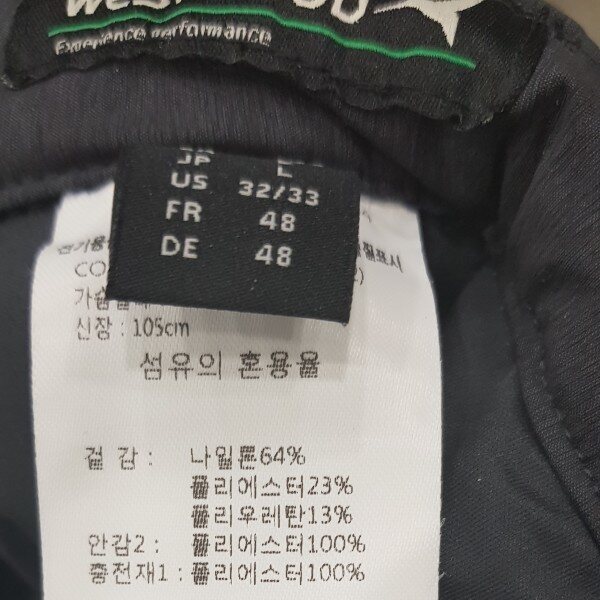 Experience performance
JP L
US 32/33
FR 48
DE 48
신장 : 105cm
섬유의 혼용율
겉 감 : 나일론64%
폴리에스터23%
폴리우레탄13%
안감2 : 폴리에스터100%
충전재1 : 폴리에스터100%